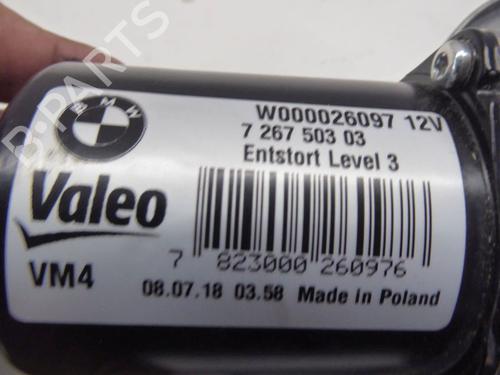 BMW
W000026097 12V
7 267 503 03
Entstort Level 3
Valeo
7 823000 260976
VM4
08.07.18 03.58 Made in Poland
B-PARTS